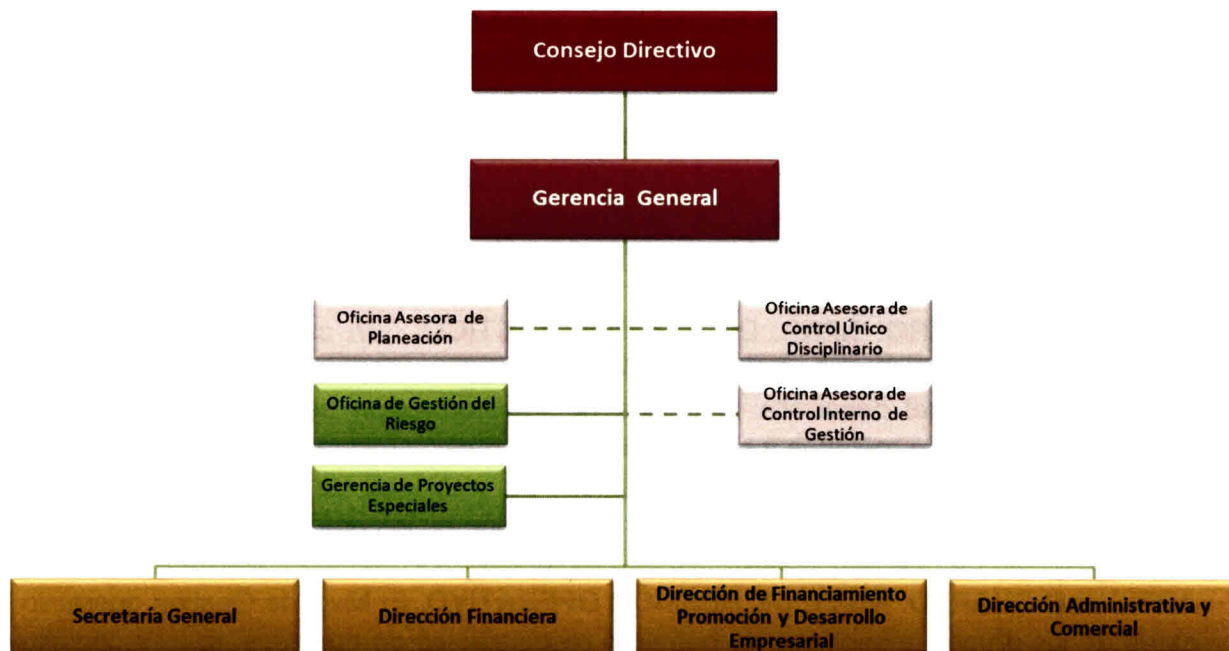 Consejo Directivo
Gerencia General
Oficina Asesora de
Planeación
Oficina Asesora de
Control Único
Disciplinario
Oficina de Gestión del
Riesgo
Oficina Asesora de
Control Interno de
Gestión
Gerencia de Proyectos
Especiales
Secretaría General
Dirección Financiera
Dirección de Financiamiento
Promoción y Desarrollo
Empresarial
Dirección Administrativa y
Comercial